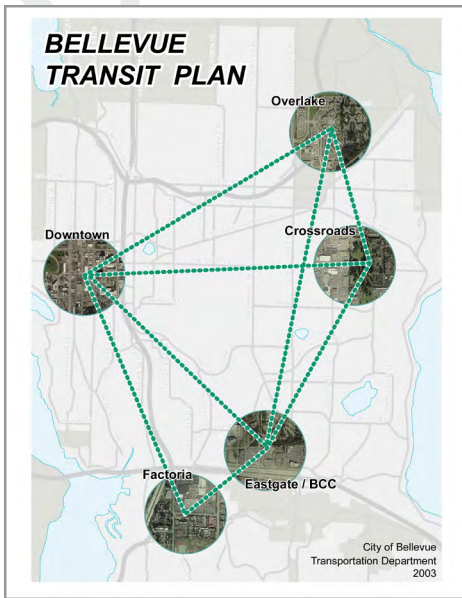 BELLEVUE
TRANSIT PLAN
Overlake
Downtown
Crossroads
Factoria
Eastgate / BCC
City of Bellevue
Transportation Department
2003